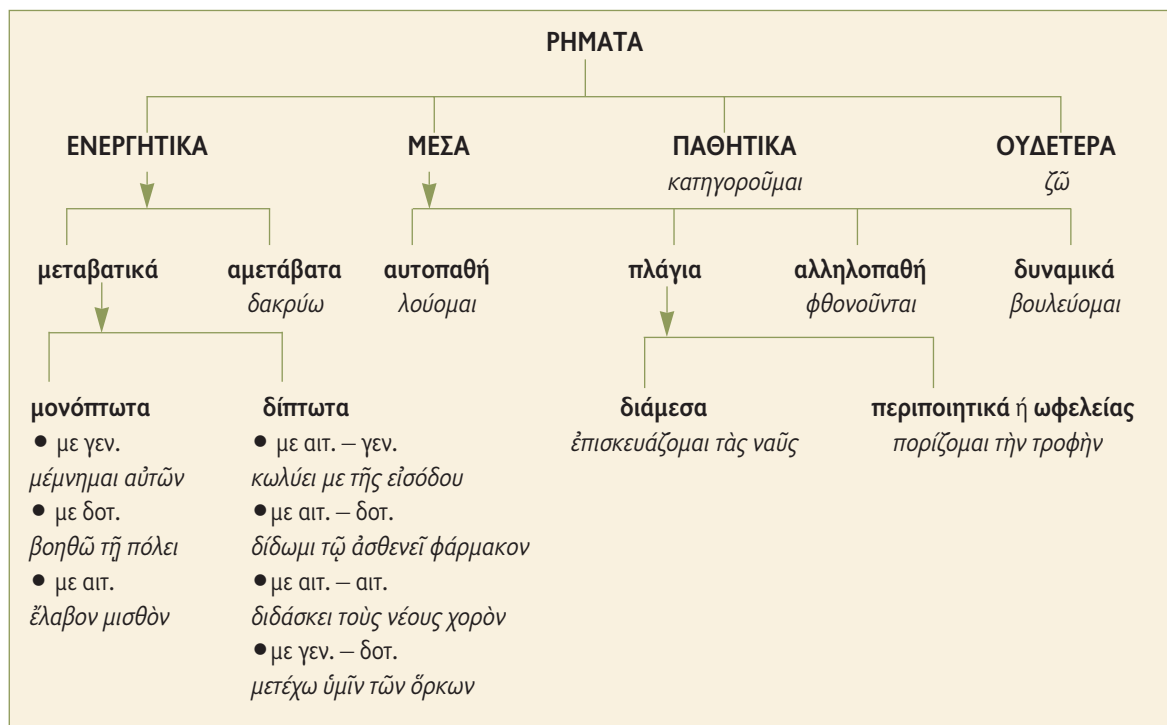 ΡΗΜΑΤΑ
ΕΝΕΡΓΗΤΙΚΑ ΜΕΣΑ ΠΑΘΗΤΙΚΑ ΟΥΔΕΤΕΡΑ
κατηγοροῦμαι ζῶ
μεταβατικά αμετάβατα αυτοπαθή πλάγια αλληλοπαθή δυναμικά
δακρύω λούομαι φθονοῦνται βουλεύομαι
μονόπτωτα δίπτωτα διάμεσα περιποιητικά ή ωφελείας
● με γεν. ● με αιτ. – γεν. ἐπισκευάζομαι τὰς ναῦς πορίζομαι τὴν τροφὴν
μέμνημαι αὐτῶν κωλύει με τῆς εἰσόδου
● με δοτ. ● με αιτ. – δοτ.
βοηθῶ τῇ πόλει δίδωμι τῷ ἀσθενεῖ φάρμακον
● με αιτ. ● με αιτ. – αιτ.
ἔλαβον μισθὸν διδάσκει τοὺς νέους χορὸν
● με γεν. – δοτ.
μετέχω ὑμῖν τῶν ὅρκων